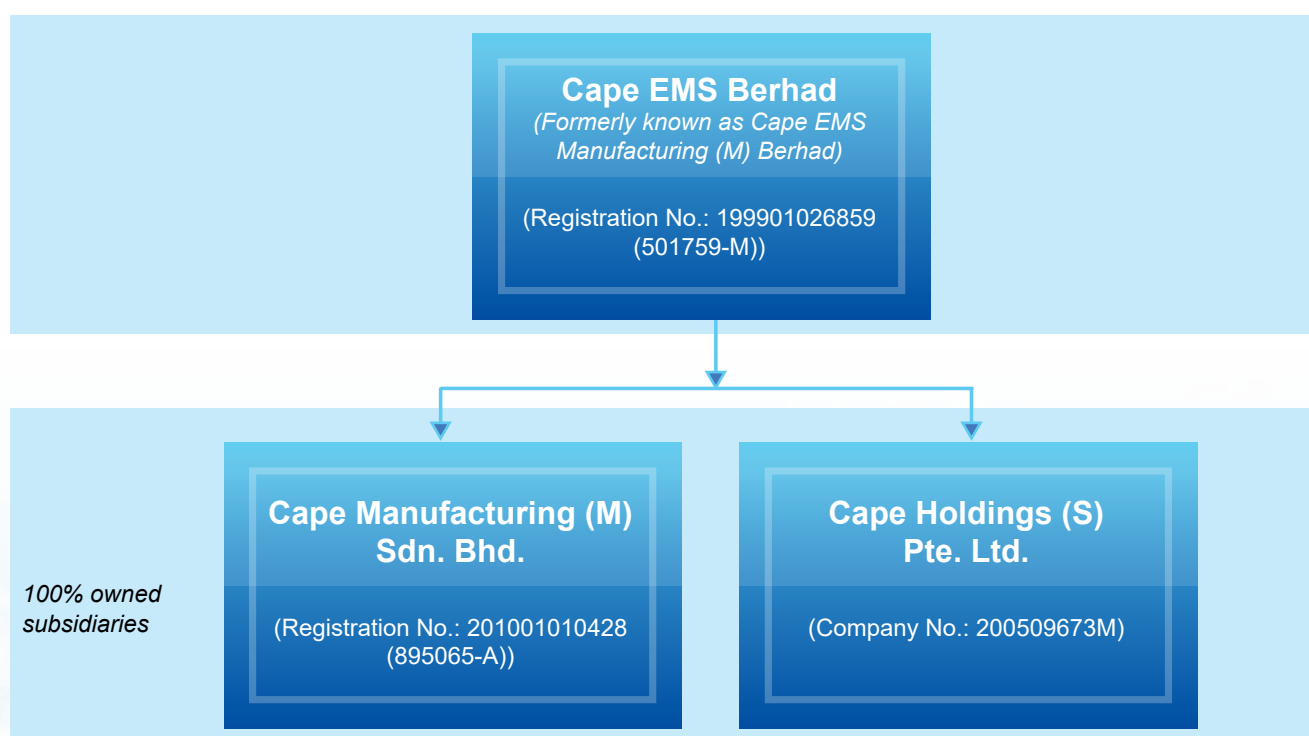 Cape EMS Berhad
(Formerly known as Cape EMS
Manufacturing (M) Berhad)
(Registration No.: 199901026859
(501759-M))
100% owned
subsidiaries
Cape Manufacturing (M)
Sdn. Bhd.
(Registration No.: 201001010428
(895065-A))
Cape Holdings (S)
Pte. Ltd.
(Company No.: 200509673M)